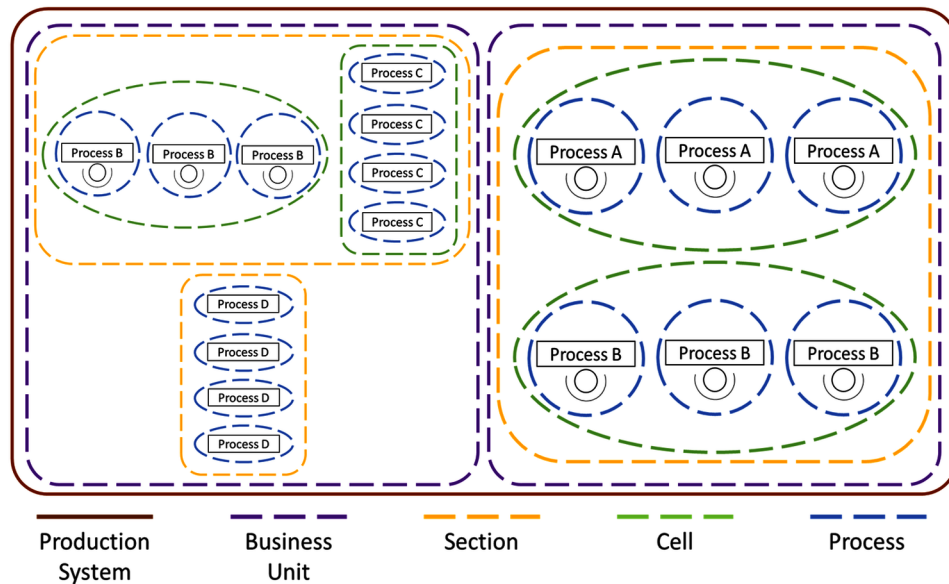 Process C
Process C
Process C
Process C
Process B Process B Process B
Process D
Process D
Process D
Process D
Process A Process A Process A
Process B Process B Process B
Production System
Business Unit
Section
Cell
Process